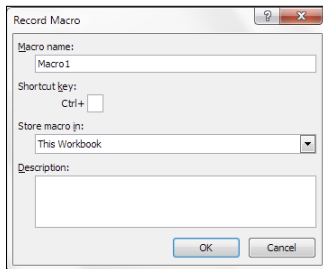 Record Macro
Macro name:
Macro1
Shortcut key:
Ctrl+
Store macro in:
This Workbook
Description:
OK Cancel